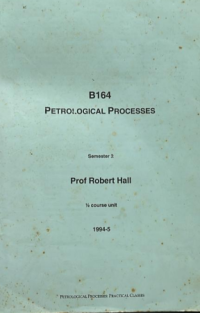 B164
PETROLOGICAL PROCESSES
Semester 2
Prof Robert Hall
½ course unit
1994-5
PETROLOGICAL PROCESSES PRACTICAL CLASSES